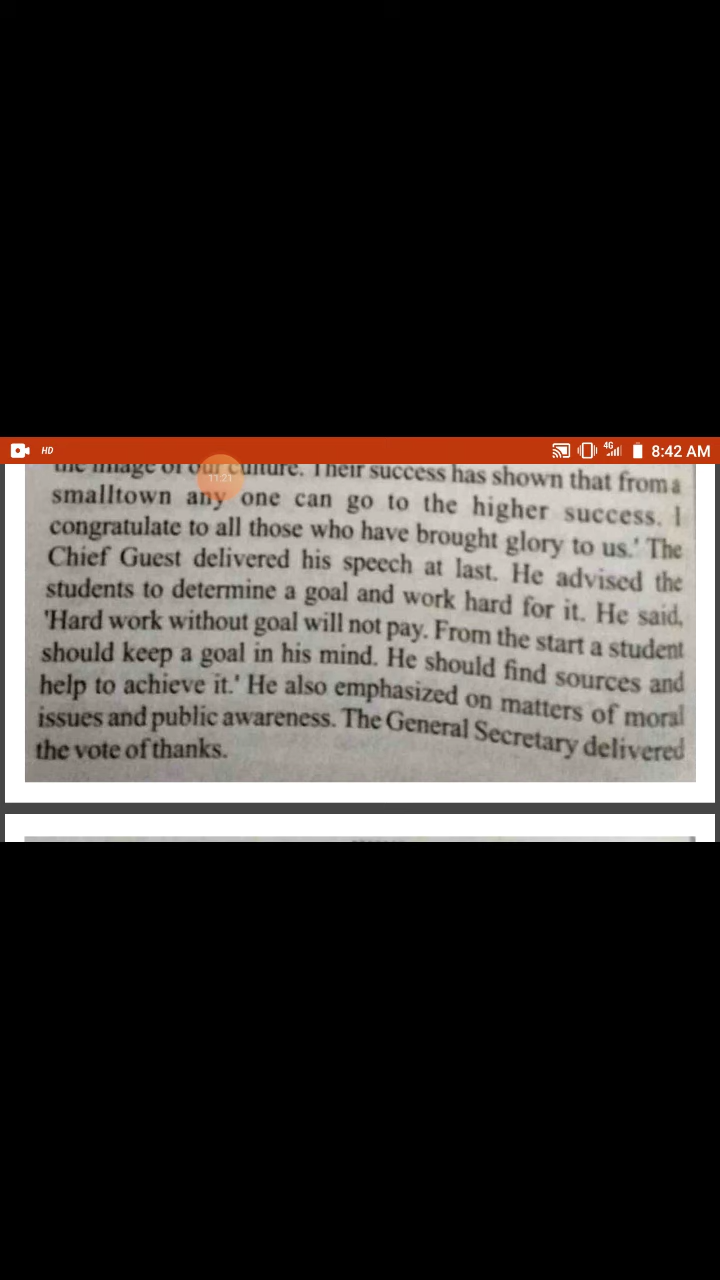 HD
4G
8:42 AM
the image of our culture. Their success has shown that from a
11:21
smalltown any one can go to the higher success. I
congratulate to all those who have brought glory to us.' The
Chief Guest delivered his speech at last. He advised the
students to determine a goal and work hard for it. He said,
'Hard work without goal will not pay. From the start a student
should keep a goal in his mind. He should find sources and
help to achieve it.' He also emphasized on matters of moral
issues and public awareness. The General Secretary delivered
the vote of thanks.